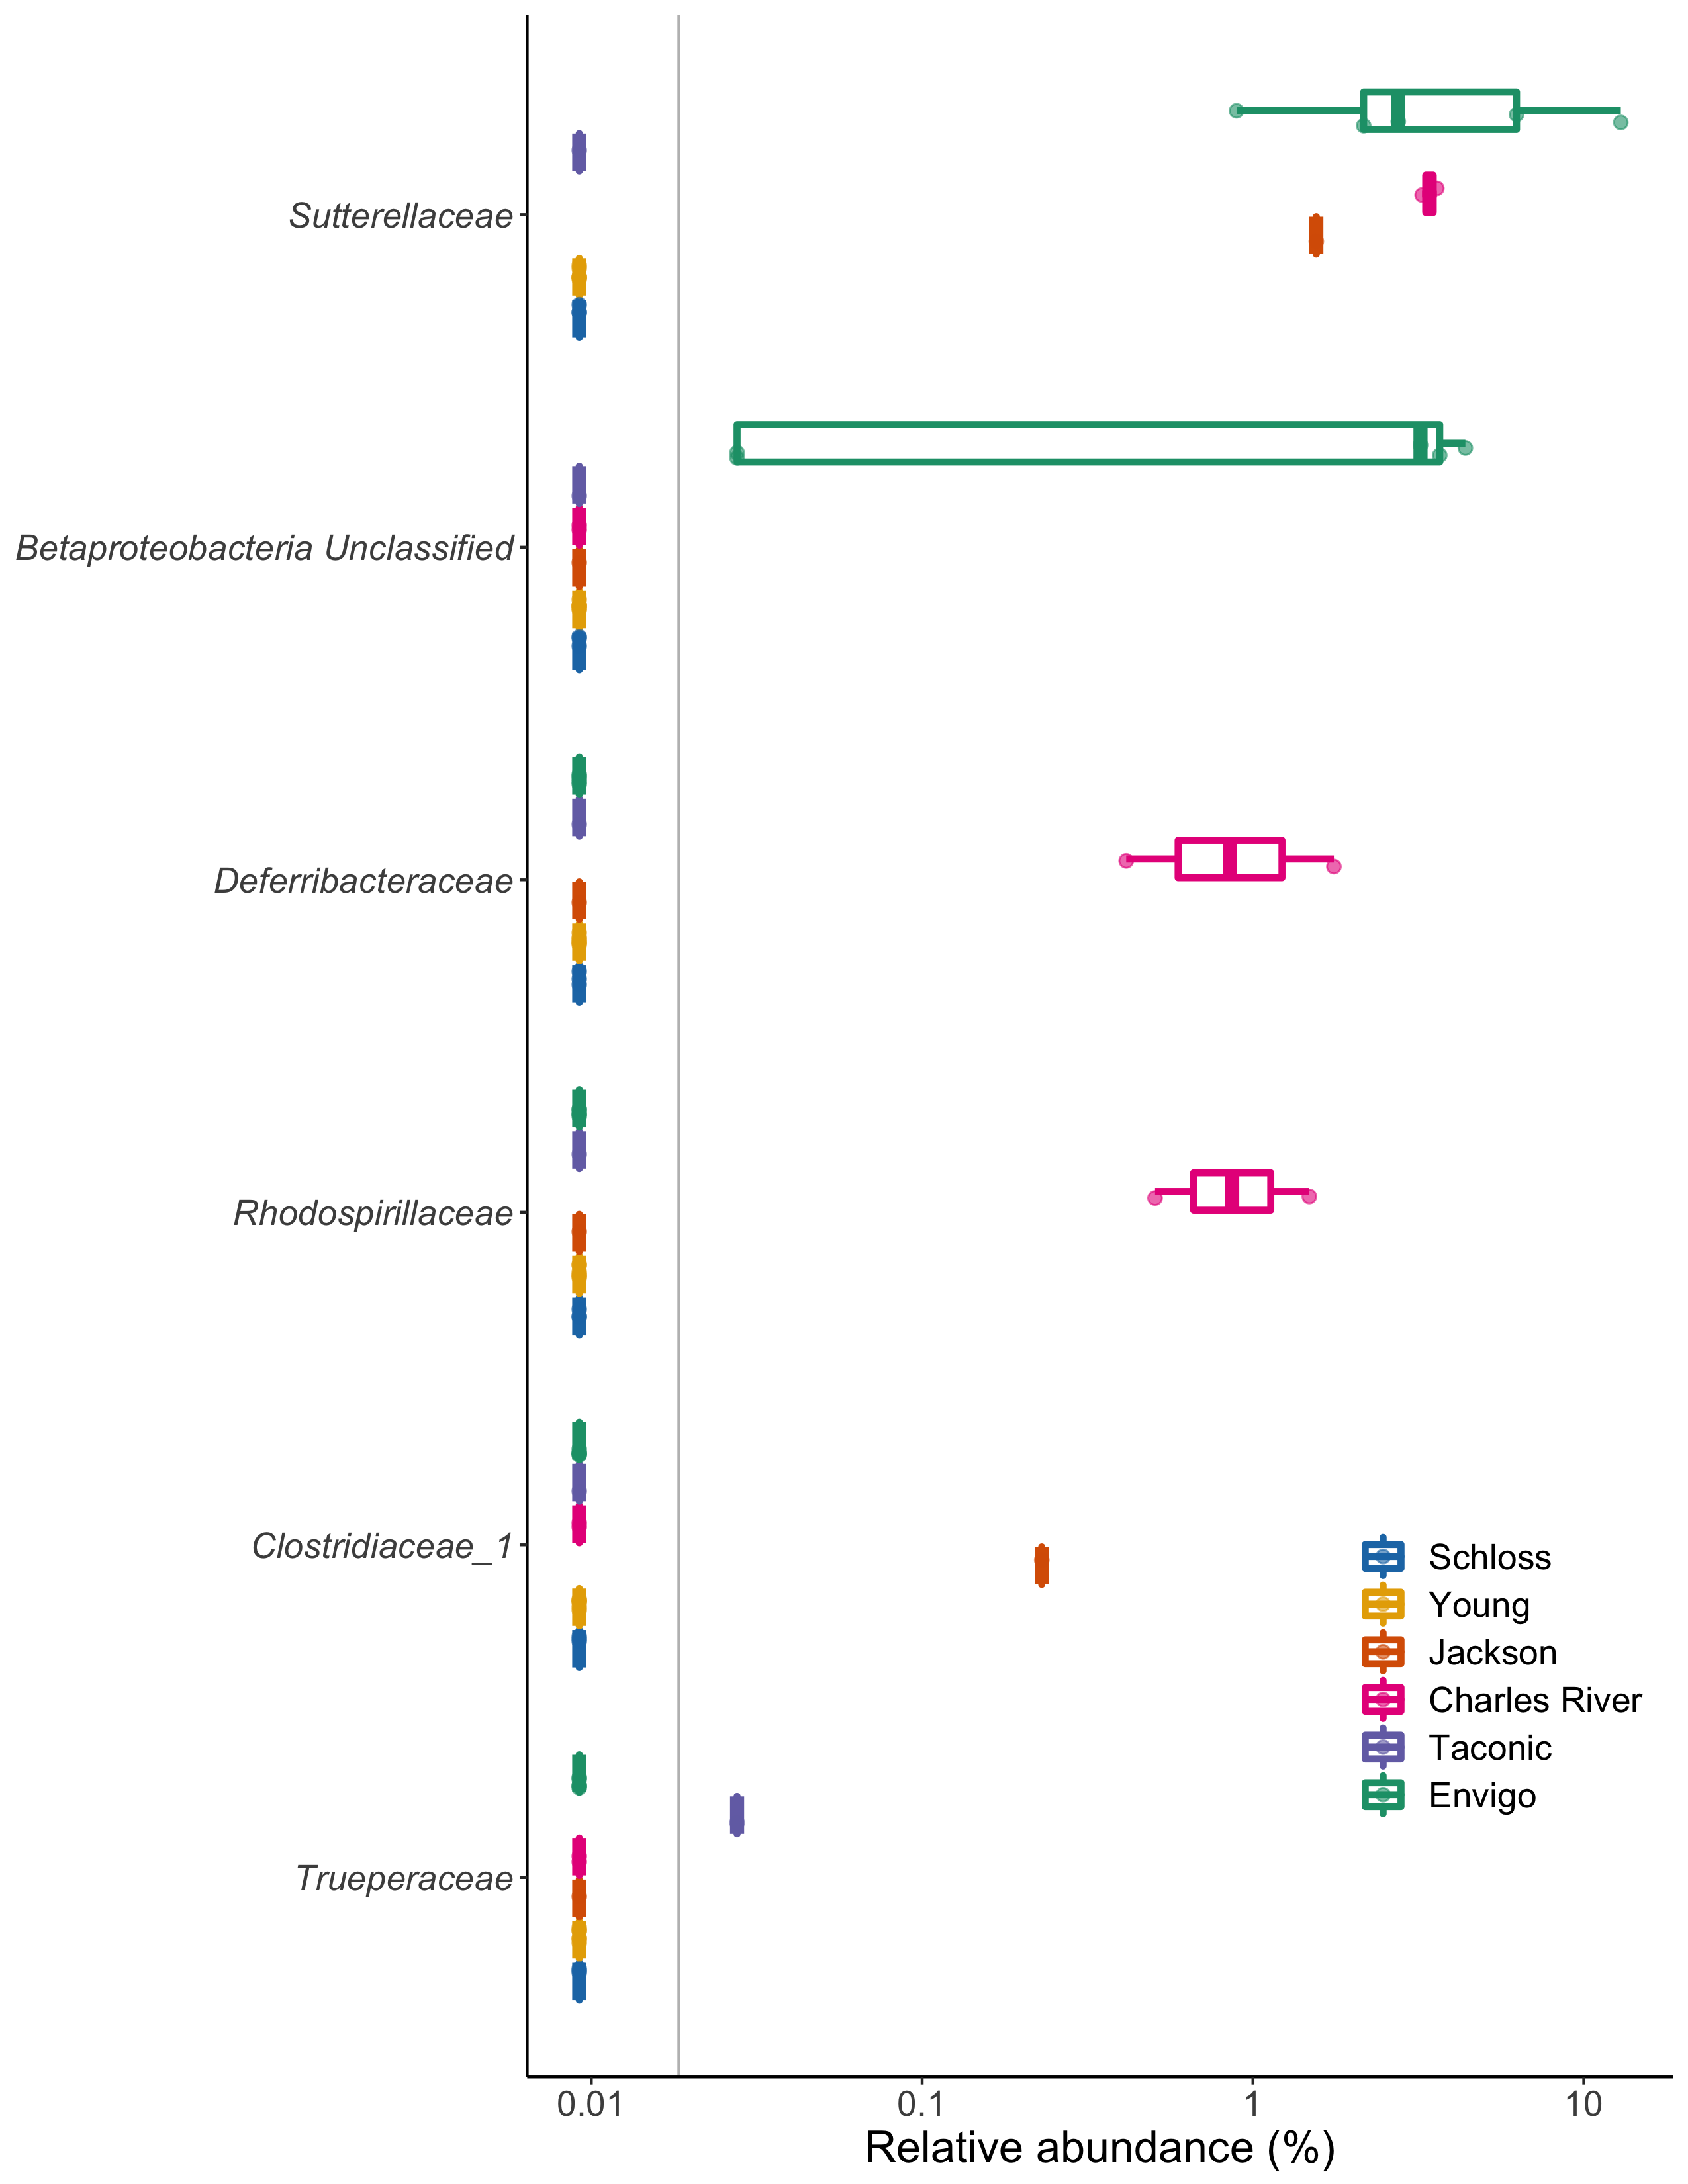 Sutterellaceae
Betaproteobacteria Unclassified
Deferribacteraceae
Rhodospirillaceae
Clostridiaceae_1
Trueperaceae
Schloss
Young
Jackson
Charles River
Taconic
Envigo
0.01 0.1 1 10
Relative abundance (%)